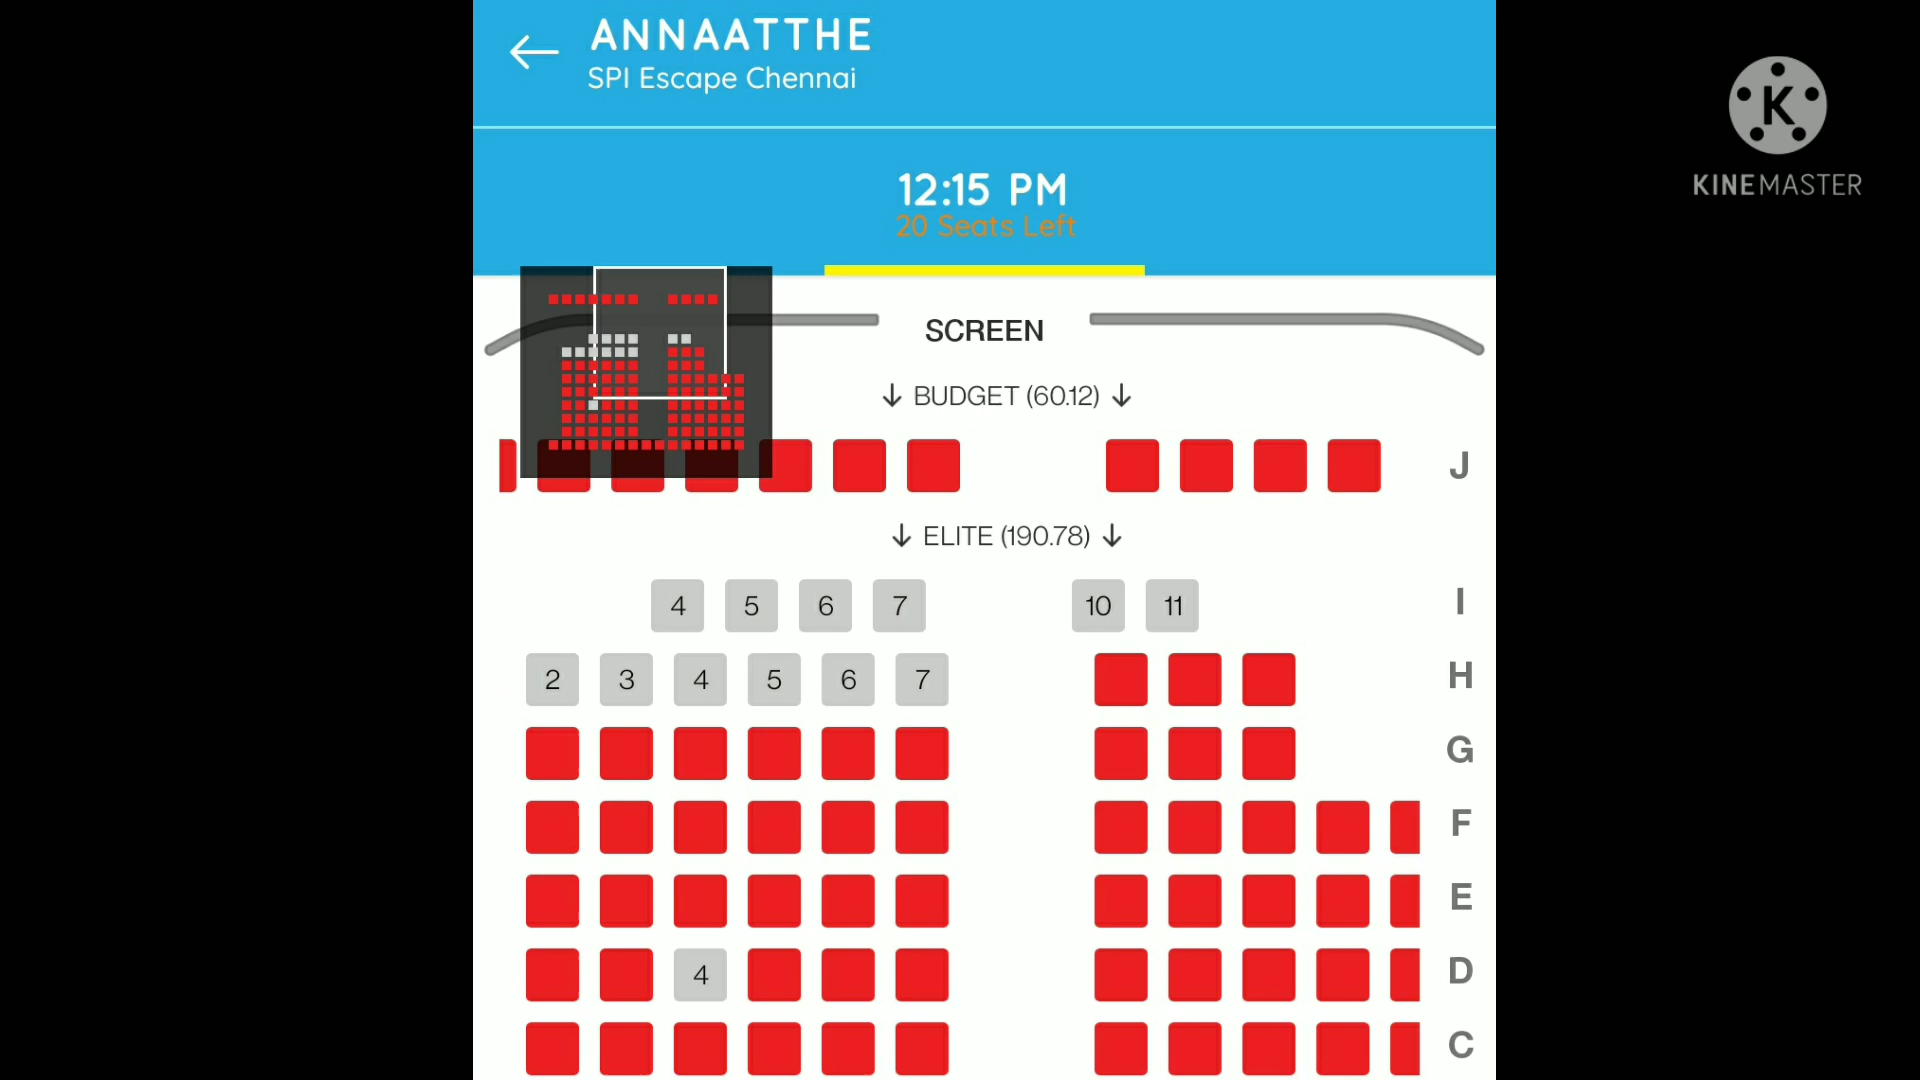 ANNAATTHE
SPI Escape Chennai
KINEMASTER
12:15 PM
20 Seats Left
SCREEN
↓ BUDGET (60.12) ↓
J
↓ ELITE (190.78) ↓
4 5 6 7 10 11 I
2 3 4 5 6 7 H
G
F
E
4 D
C